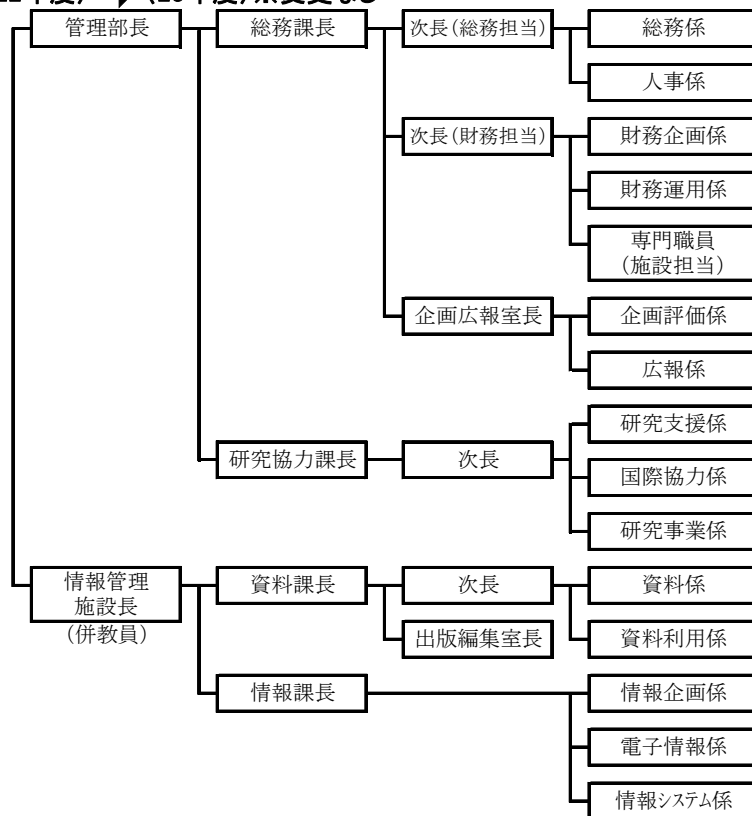 管理部長
総務課長
次長(総務担当)
総務係
人事係
次長(財務担当)
財務企画係
財務運用係
専門職員
(施設担当)
企画広報室長
企画評価係
広報係
研究協力課長
次長
研究支援係
国際協力係
研究事業係
情報管理
施設長
(併教員)
資料課長
次長
資料係
出版編集室長
資料利用係
情報課長
情報企画係
電子情報係
情報システム係